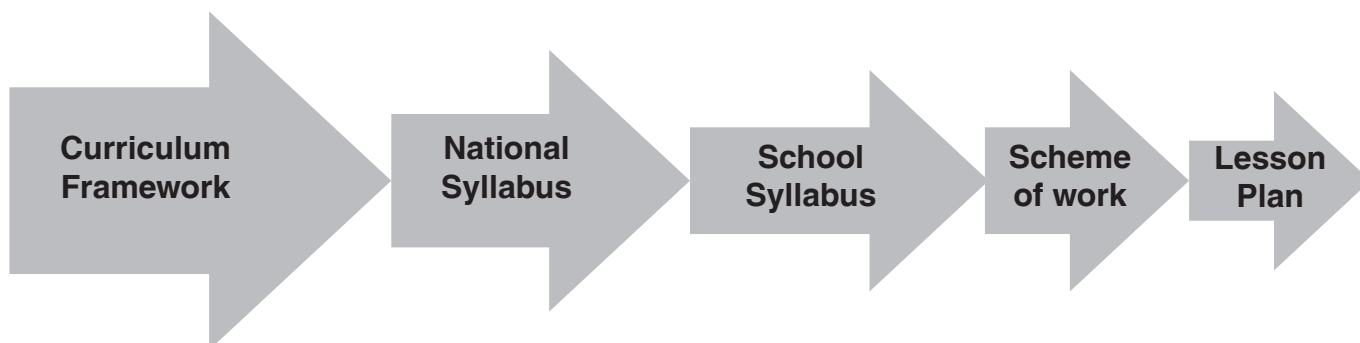 Curriculum
Framework
National
Syllabus
School
Syllabus
Scheme
of work
Lesson
Plan